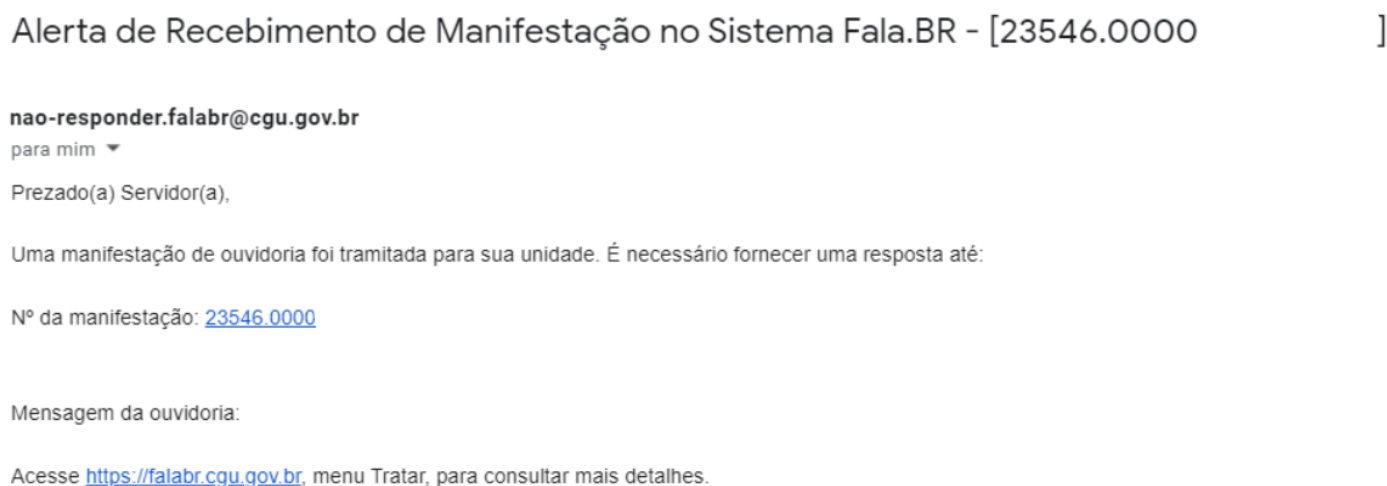 Alerta de Recebimento de Manifestação no Sistema Fala.BR - [23546.0000 ]
nao-responder.falabr@cgu.gov.br
para mim
Prezado(a) Servidor(a),
Uma manifestação de ouvidoria foi tramitada para sua unidade. É necessário fornecer uma resposta até:
Nº da manifestação: 23546.0000
Mensagem da ouvidoria:
Acesse https://falabr.cgu.gov.br, menu Tratar, para consultar mais detalhes.